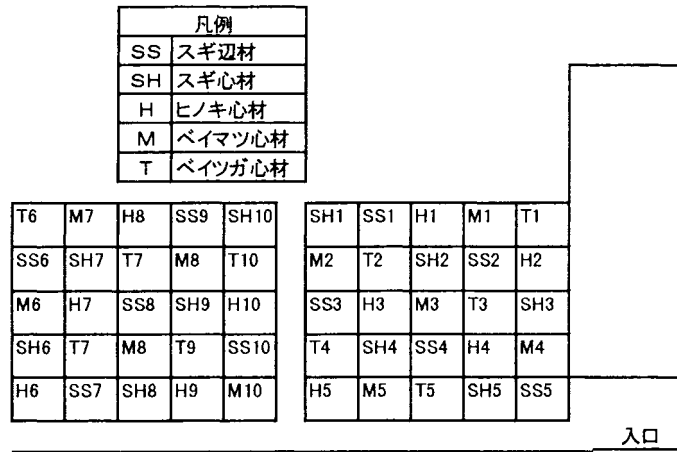 凡例
SS スギ辺材
SH スギ心材
H ヒノキ心材
M ベイマツ心材
T ベイツガ心材
T6 M7 H8 SS9 SH10 SH1 SS1 H1 M1 T1
SS6 SH7 T7 M8 T10 M2 T2 SH2 SS2 H2
M6 H7 SS8 SH9 H10 SS3 H3 M3 T3 SH3
SH6 T7 M8 T9 SS10 T4 SH4 SS4 H4 M4
H6 SS7 SH8 H9 M10 H5 M5 T5 SH5 SS5
入口